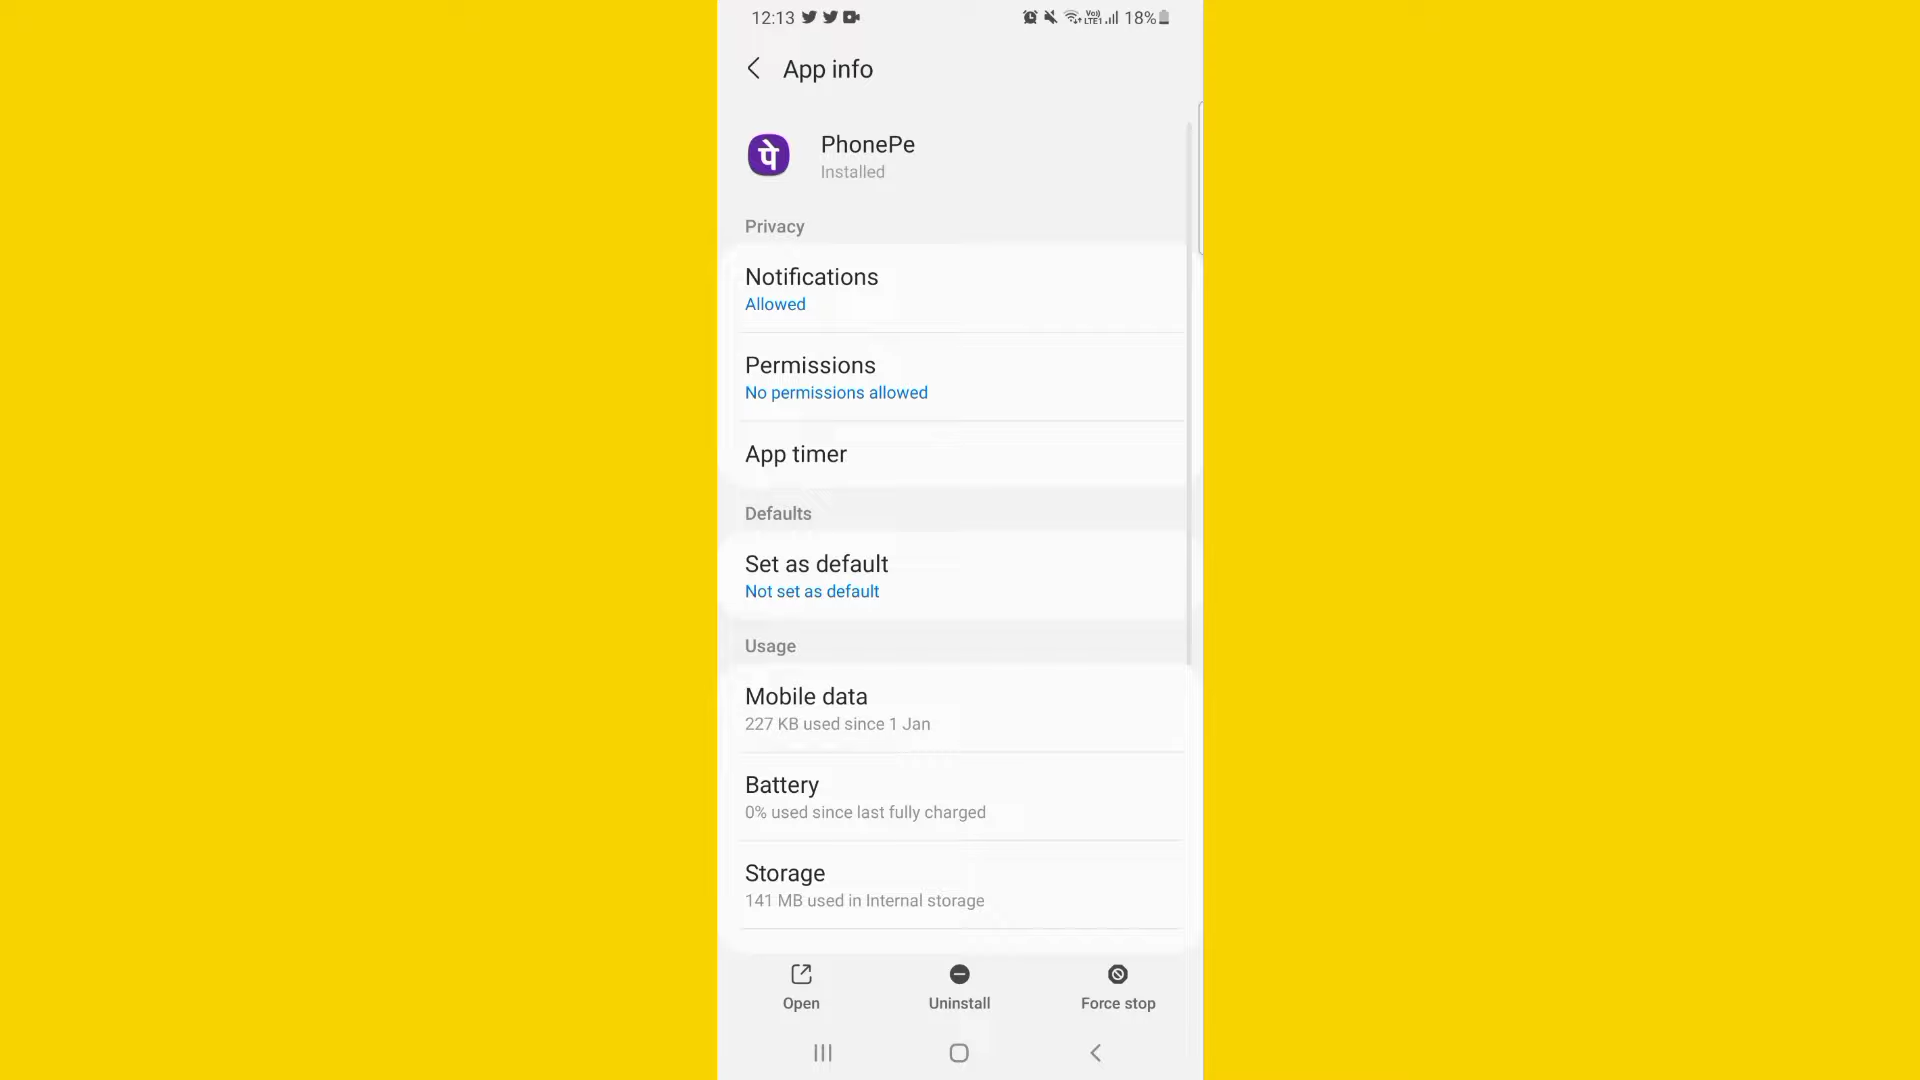 12:13 Vo) LTE1 18%
App info
पे
PhonePe
Installed
Privacy
Notifications
Allowed
Permissions
No permissions allowed
App timer
Defaults
Set as default
Not set as default
Usage
Mobile data
227 KB used since 1 Jan
Battery
0% used since last fully charged
Storage
141 MB used in Internal storage
Open Uninstall Force stop